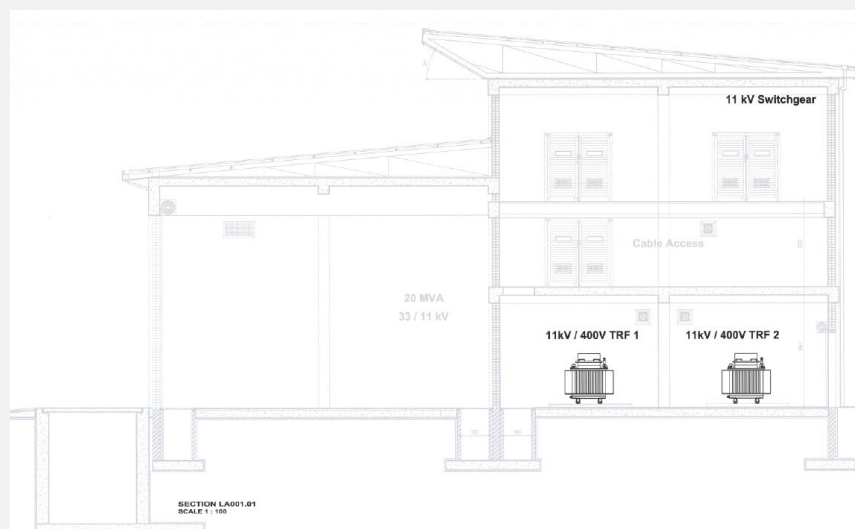 11 kV Switchgear
Cable Access
20 MVA
33 / 11 kV
11kV / 400V TRF 1
11kV / 400V TRF 2
SECTION LA001.01
SCALE 1 : 100